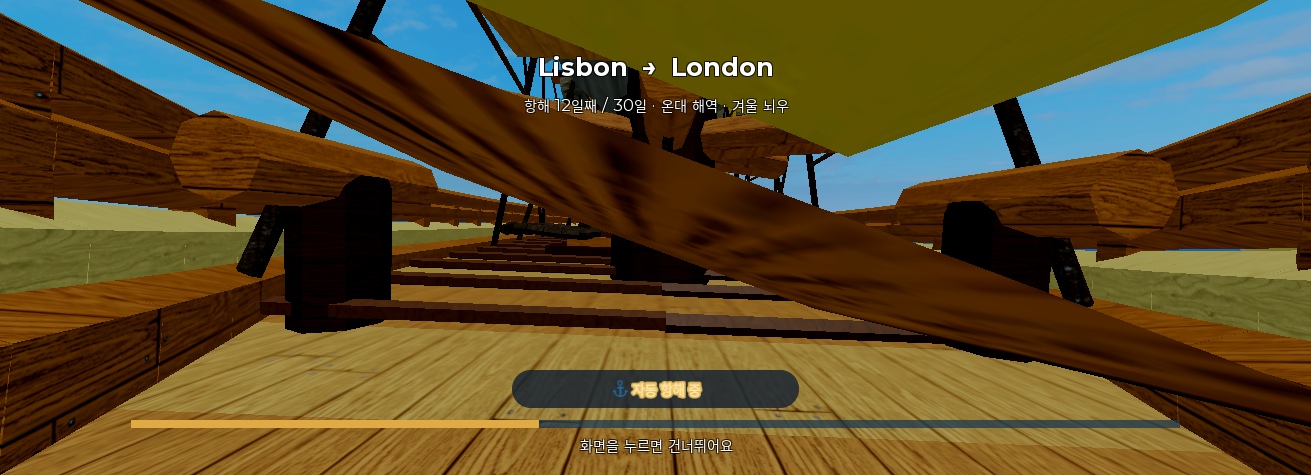 Lisbon → London
항해 12일째 / 30일 · 온대 해역 · 겨울 뇌우
⚓ 자동 항해 중
화면을 누르면 건너뛰어요